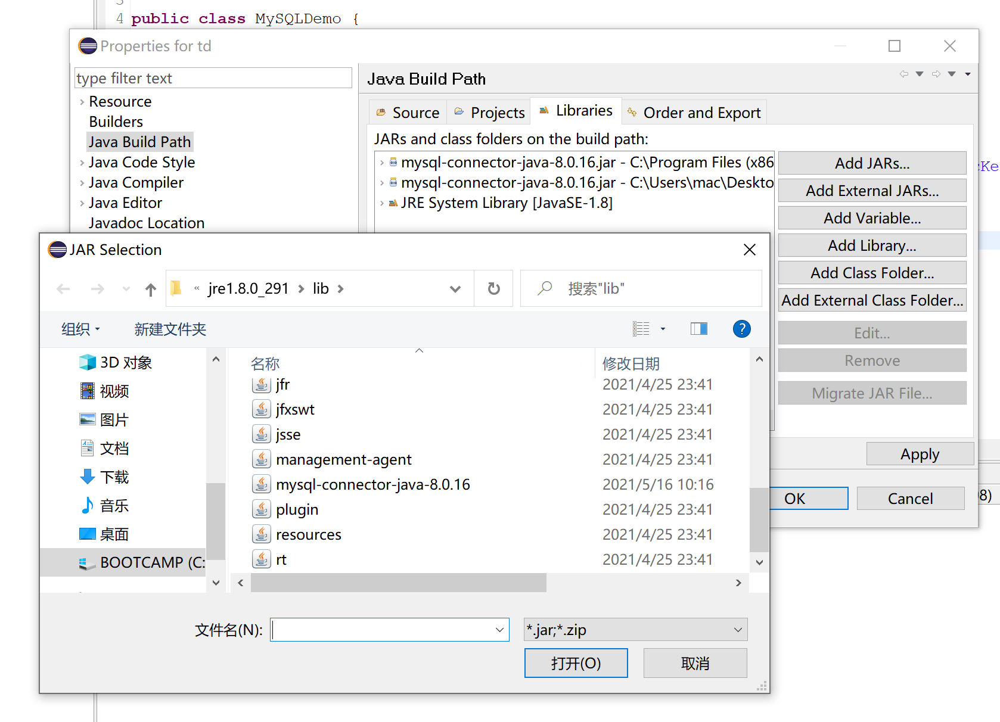 3
4 public class MySQLDemo {
Properties for td
type filter text
Resource
Builders
Java Build Path
Java Code Style
Java Compiler
Java Editor
Javadoc Location
Java Build Path
Source
Projects
Libraries
Order and Export
JARs and class folders on the build path:
mysql-connector-java-8.0.16.jar - C:\Program Files (x86
mysql-connector-java-8.0.16.jar - C:\Users\mac\Deskto
JRE System Library [JavaSE-1.8]
Add JARs...
Add External JARs...
Add Variable...
Add Library...
Add Class Folder...
Add External Class Folder...
Edit...
Remove
Migrate JAR File...
Apply
OK
Cancel
cKe
98)
JAR Selection
« jre1.8.0_291 > lib >
搜索"lib"
组织
新建文件夹
?
3D 对象
视频
图片
文档
下载
音乐
桌面
BOOTCAMP (C:
名称 修改日期
jfr 2021/4/25 23:41
jfxswt 2021/4/25 23:41
jsse 2021/4/25 23:41
management-agent 2021/4/25 23:41
mysql-connector-java-8.0.16 2021/5/16 10:16
plugin 2021/4/25 23:41
resources 2021/4/25 23:41
rt 2021/4/25 23:41
文件名(N):
*.jar;*.zip
打开(O)
取消